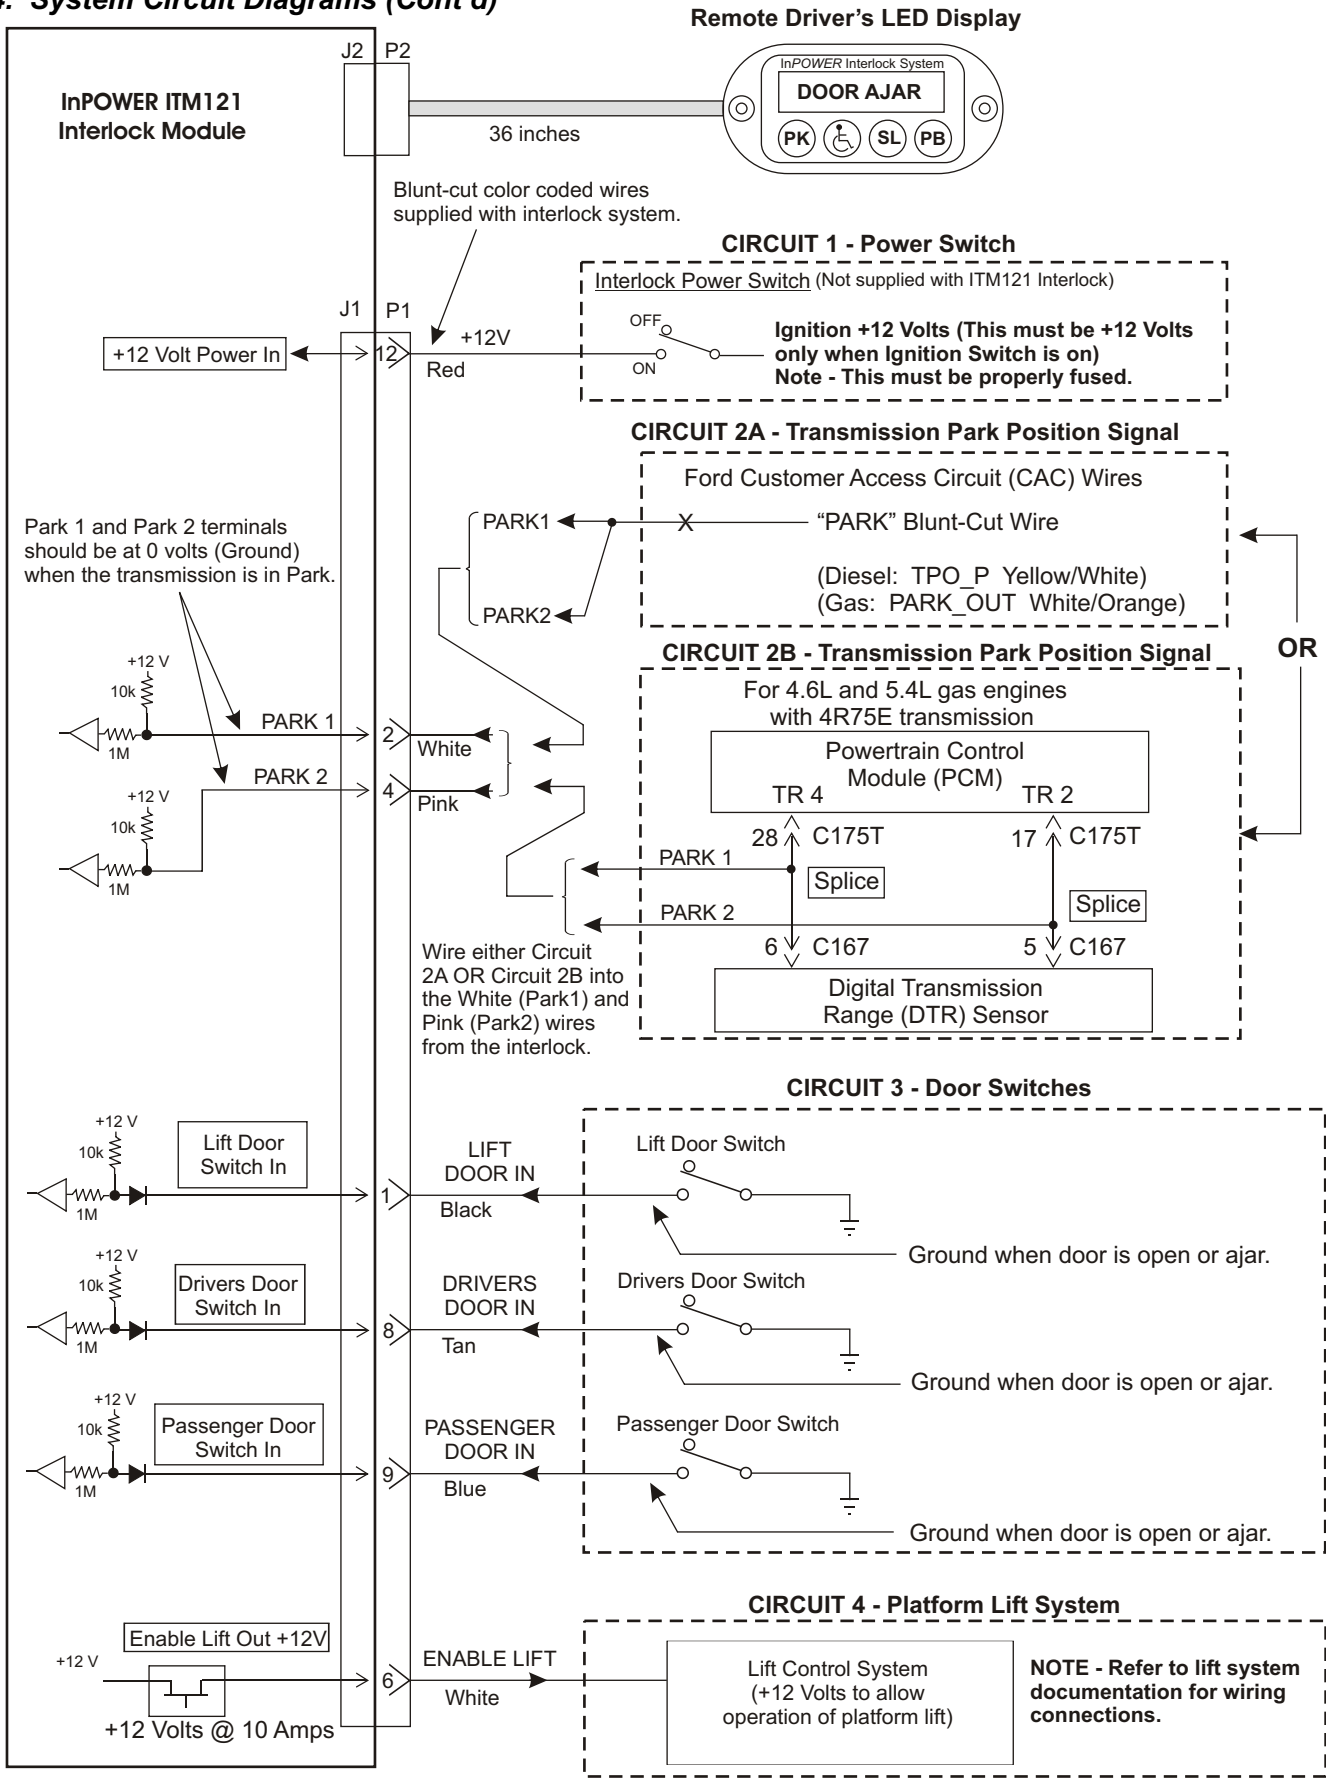 4. System Circuit Diagrams (Cont'd)
Remote Driver's LED Display
J2 P2
InPOWER ITM121
Interlock Module
36 inches
InPOWER Interlock System
DOOR AJAR
PK SL PB
Blunt-cut color coded wires
supplied with interlock system.
CIRCUIT 1 - Power Switch
Interlock Power Switch (Not supplied with ITM121 Interlock)
J1 P1
+12 Volt Power In
12
+12V
Red
OFF
ON
Ignition +12 Volts (This must be +12 Volts
only when Ignition Switch is on)
Note - This must be properly fused.
CIRCUIT 2A - Transmission Park Position Signal
Ford Customer Access Circuit (CAC) Wires
PARK1
X
"PARK" Blunt-Cut Wire
(Diesel: TPO_P Yellow/White)
(Gas: PARK_OUT White/Orange)
PARK2
Park 1 and Park 2 terminals
should be at 0 volts (Ground)
when the transmission is in Park.
OR
CIRCUIT 2B - Transmission Park Position Signal
For 4.6L and 5.4L gas engines
with 4R75E transmission
+12 V
10k
1M
PARK 1
2
White
Powertrain Control
Module (PCM)
TR 4 TR 2
+12 V
10k
1M
PARK 2
4
Pink
28 C175T
17 C175T
PARK 1
Splice
PARK 2
Splice
6 C167
5 C167
Digital Transmission
Range (DTR) Sensor
Wire either Circuit
2A OR Circuit 2B into
the White (Park1) and
Pink (Park2) wires
from the interlock.
CIRCUIT 3 - Door Switches
+12 V
10k
1M
Lift Door
Switch In
1
LIFT
DOOR IN
Black
Lift Door Switch
Ground when door is open or ajar.
+12 V
10k
1M
Drivers Door
Switch In
8
DRIVERS
DOOR IN
Tan
Drivers Door Switch
Ground when door is open or ajar.
+12 V
10k
1M
Passenger Door
Switch In
9
PASSENGER
DOOR IN
Blue
Passenger Door Switch
Ground when door is open or ajar.
CIRCUIT 4 - Platform Lift System
Enable Lift Out +12V
+12 V
+12 Volts @ 10 Amps
6
ENABLE LIFT
White
Lift Control System
(+12 Volts to allow
operation of platform lift)
NOTE - Refer to lift system
documentation for wiring
connections.